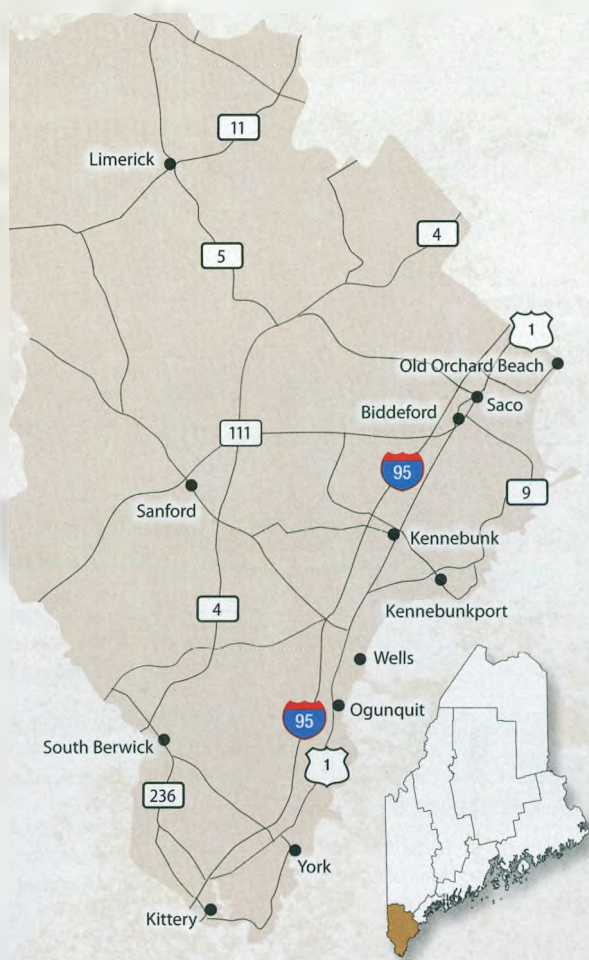 11
Limerick
4
5
1
Old Orchard Beach
Saco
Biddeford
111
95
9
Sanford
Kennebunk
Kennebunkport
4
Wells
95
Ogunquit
1
South Berwick
236
York
Kittery